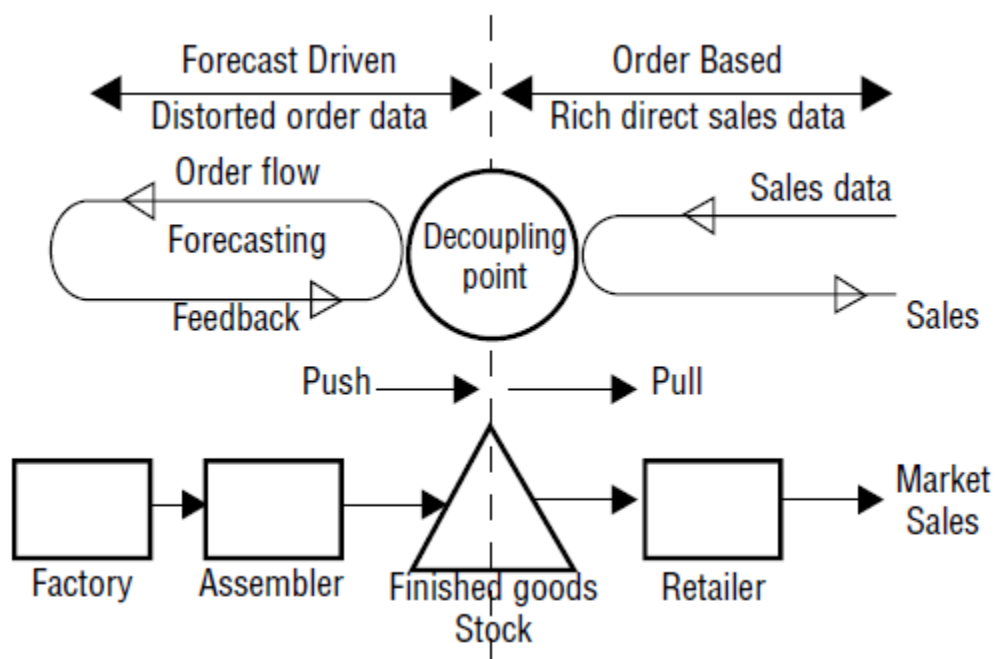 Forecast Driven
Order Based
Distorted order data
Rich direct sales data
Order flow
Sales data
Forecasting
Decoupling
point
Feedback
Sales
Push
Pull
Market
Sales
Factory
Assembler
Finished goods
Stock
Retailer